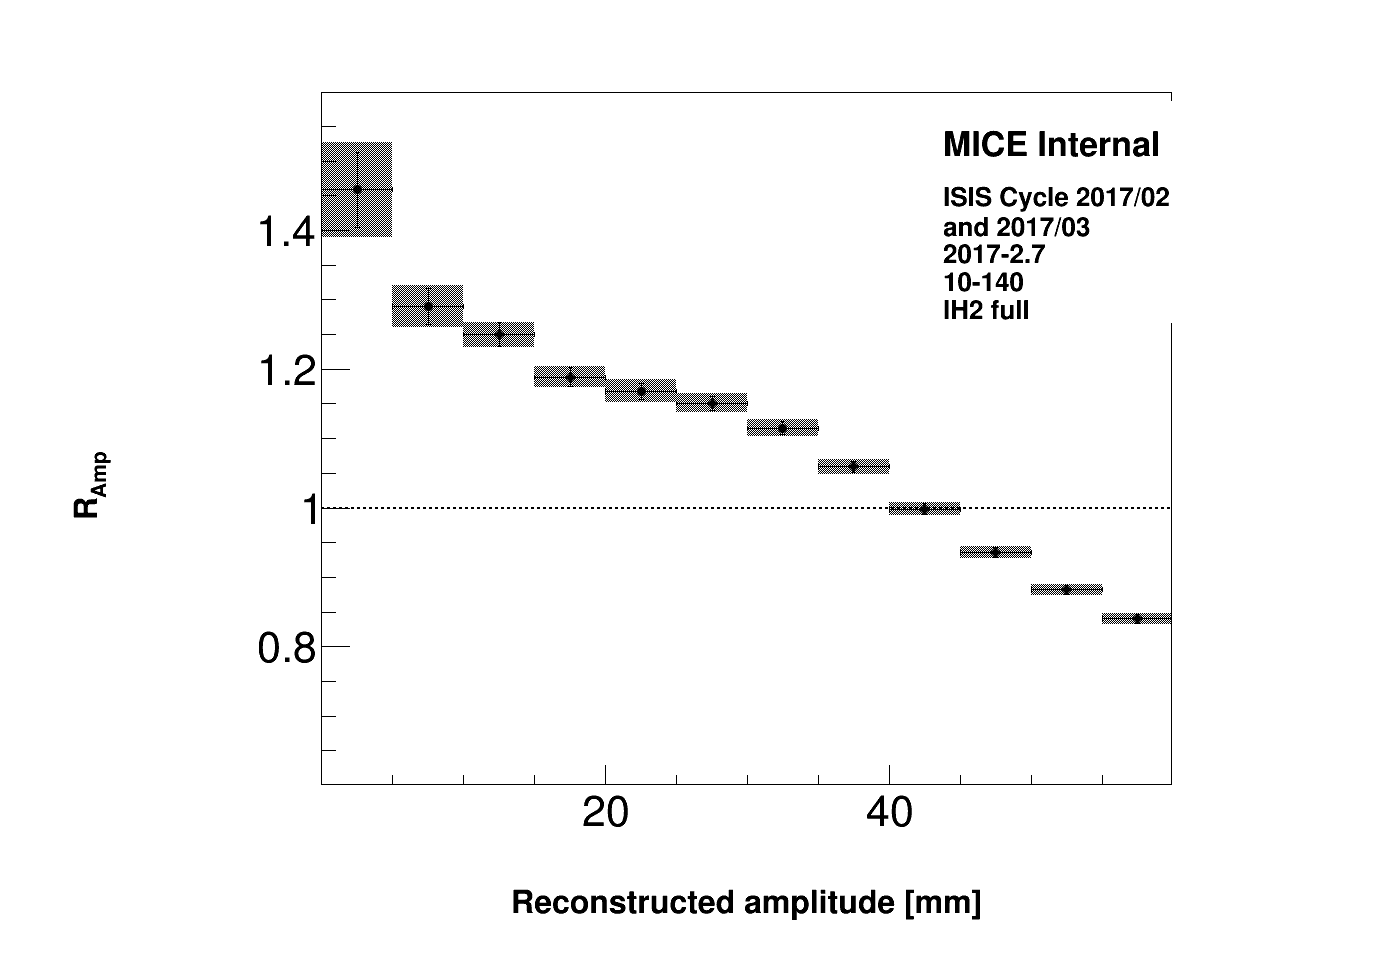 MICE Internal
ISIS Cycle 2017/02
and 2017/03
2017-2.7
10-140
IH2 full
1.4
1.2
1
0.8
R_Amp
20
40
Reconstructed amplitude [mm]